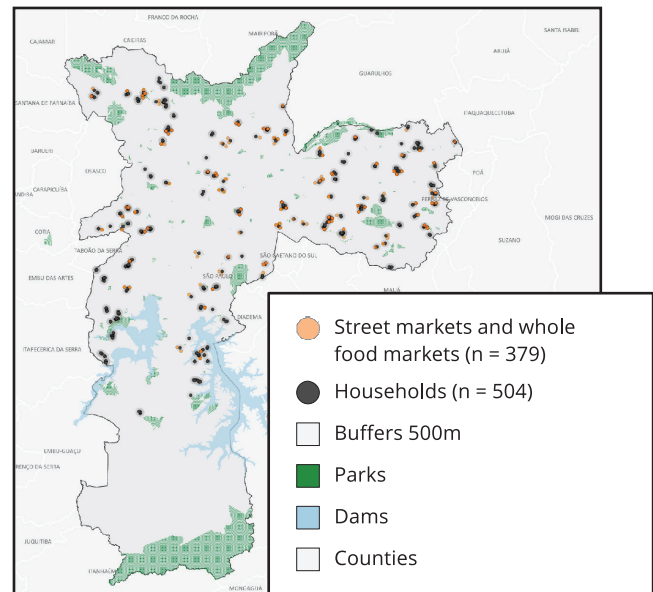 FRANCO DA ROCHA
SANTA ISABEL
CAJAMAR
CAIEIRAS
MAIRIPORÃ
ARUJÁ
GUARULHOS
SANTANA DE PARNAÍBA
ITAQUAQUECETUBA
BARUERI
OSASCO
POÁ
CARAPICUÍBA
FERRAZ DE VASCONCELOS
MOGI DAS CRUZES
COTIA
SUZANO
TABOÃO DA SERRA
SÃO CAETANO DO SUL
EMBU DAS ARTES
SÃO PAULO
MAUÁ
DIADEMA
ITAPECERICA DA SERRA
EMBU-GUAÇU
RENÇO DA SERRA
JUQUITIBA
ITANHAÉM
MONGAGUÁ
Street markets and whole
food markets (n = 379)
Households (n = 504)
Buffers 500m
Parks
Dams
Counties